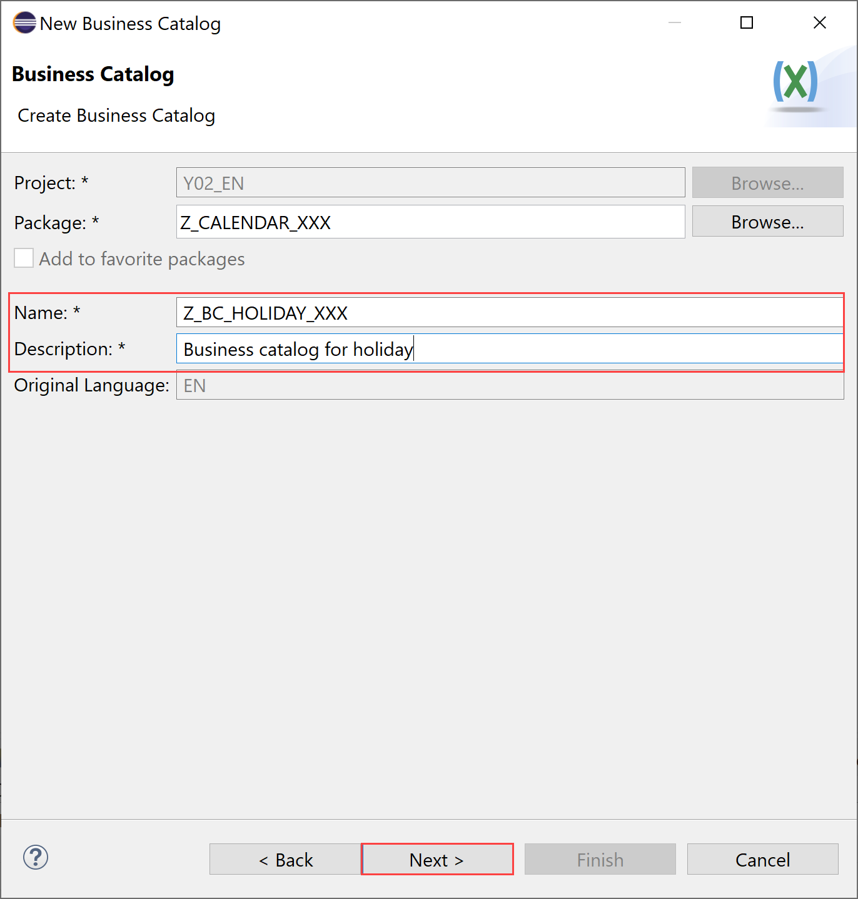 New Business Catalog
Business Catalog
Create Business Catalog
Project: * Y02_EN Browse...
Package: * Z_CALENDAR_XXX Browse...
Add to favorite packages
Name: * Z_BC_HOLIDAY_XXX
Description: * Business catalog for holiday
Original Language: EN
< Back Next > Finish Cancel